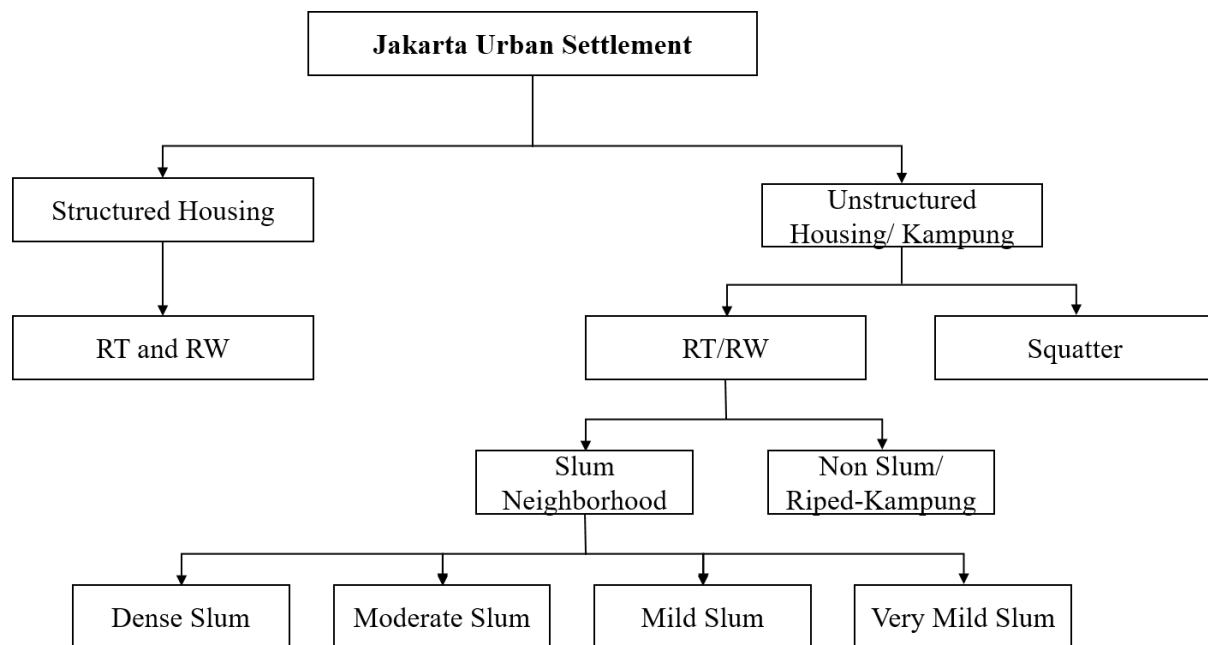 Jakarta Urban Settlement
Structured Housing
Unstructured
Housing/ Kampung
RT and RW
RT/RW
Squatter
Slum
Neighborhood
Non Slum/
Riped-Kampung
Dense Slum
Moderate Slum
Mild Slum
Very Mild Slum